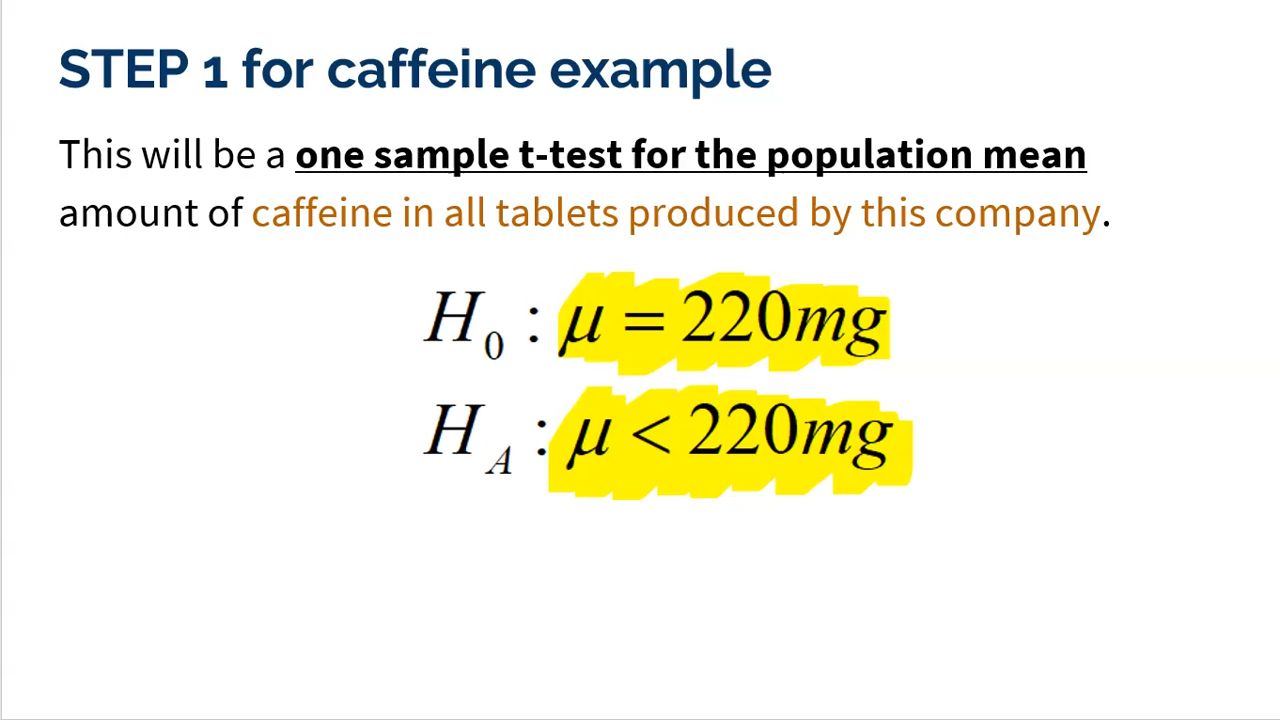 STEP 1 for caffeine example
This will be a one sample t-test for the population mean
amount of caffeine in all tablets produced by this company.
H₀ : μ = 220mg
H_A : μ < 220mg